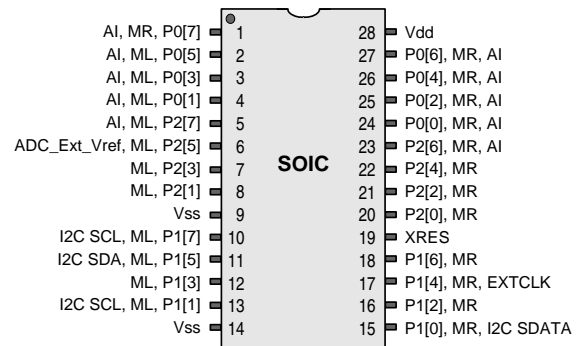 AI, MR, P0[7] 1 28 Vdd
AI, ML, P0[5] 2 27 P0[6], MR, AI
AI, ML, P0[3] 3 26 P0[4], MR, AI
AI, ML, P0[1] 4 25 P0[2], MR, AI
AI, ML, P2[7] 5 24 P0[0], MR, AI
ADC_Ext_Vref, ML, P2[5] 6 23 P2[6], MR, AI
ML, P2[3] 7 SOIC 22 P2[4], MR
ML, P2[1] 8 21 P2[2], MR
Vss 9 20 P2[0], MR
I2C SCL, ML, P1[7] 10 19 XRES
I2C SDA, ML, P1[5] 11 18 P1[6], MR
ML, P1[3] 12 17 P1[4], MR, EXTCLK
I2C SCL, ML, P1[1] 13 16 P1[2], MR
Vss 14 15 P1[0], MR, I2C SDATA